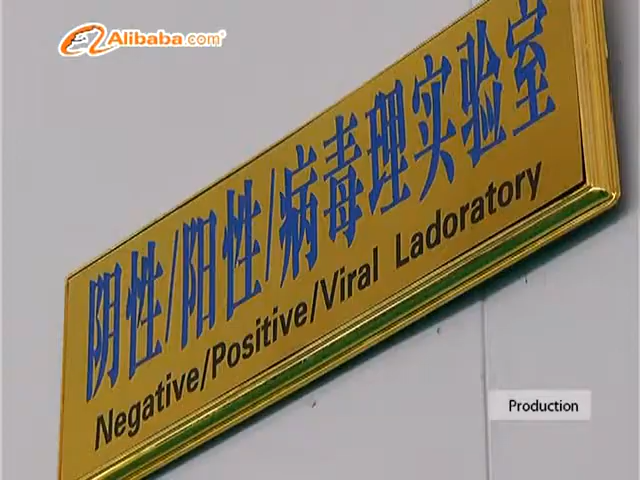 Alibaba.com
阴性/阳性/病毒理实验室
Negative/Positive/Viral Ladoratory
Production